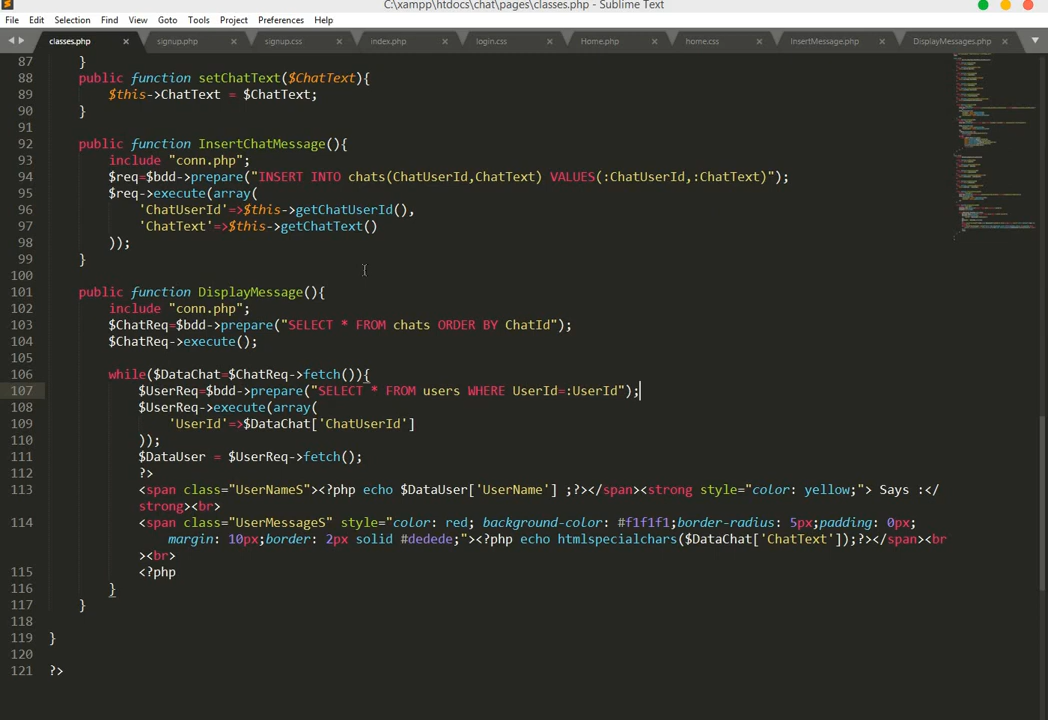 C:\xampp\htdocs\chat\pages\classes.php - Sublime Text
File Edit Selection Find View Goto Tools Project Preferences Help
classes.php signup.php signup.css index.php login.css Home.php home.css InsertMessage.php DisplayMessages.php
87 }
88 public function setChatText($ChatText){
89 $this->ChatText = $ChatText;
90 }
91
92 public function InsertChatMessage(){
93 include "conn.php";
94 $req=$bdd->prepare("INSERT INTO chats(ChatUserId,ChatText) VALUES(:ChatUserId,:ChatText)");
95 $req->execute(array(
96 'ChatUserId'=>$this->getChatUserId(),
97 'ChatText'=>$this->getChatText()
98 ));
99 }
100
101 public function DisplayMessage(){
102 include "conn.php";
103 $ChatReq=$bdd->prepare("SELECT * FROM chats ORDER BY ChatId");
104 $ChatReq->execute();
105
106 while($DataChat=$ChatReq->fetch()){
107 $UserReq=$bdd->prepare("SELECT * FROM users WHERE UserId=:UserId");
108 $UserReq->execute(array(
109 'UserId'=>$DataChat['ChatUserId']
110 ));
111 $DataUser = $UserReq->fetch();
112 ?>
113 <span class="UserNameS"><?php echo $DataUser['UserName'] ;?></span><strong style="color: yellow;"> Says :</
strong><br>
114 <span class="UserMessageS" style="color: red; background-color: #f1f1f1;border-radius: 5px;padding: 0px;
margin: 10px;border: 2px solid #dedede;"><?php echo htmlspecialchars($DataChat['ChatText']);?></span><br
><br>
115 <?php
116 }
117 }
118
119 }
120
121 ?>